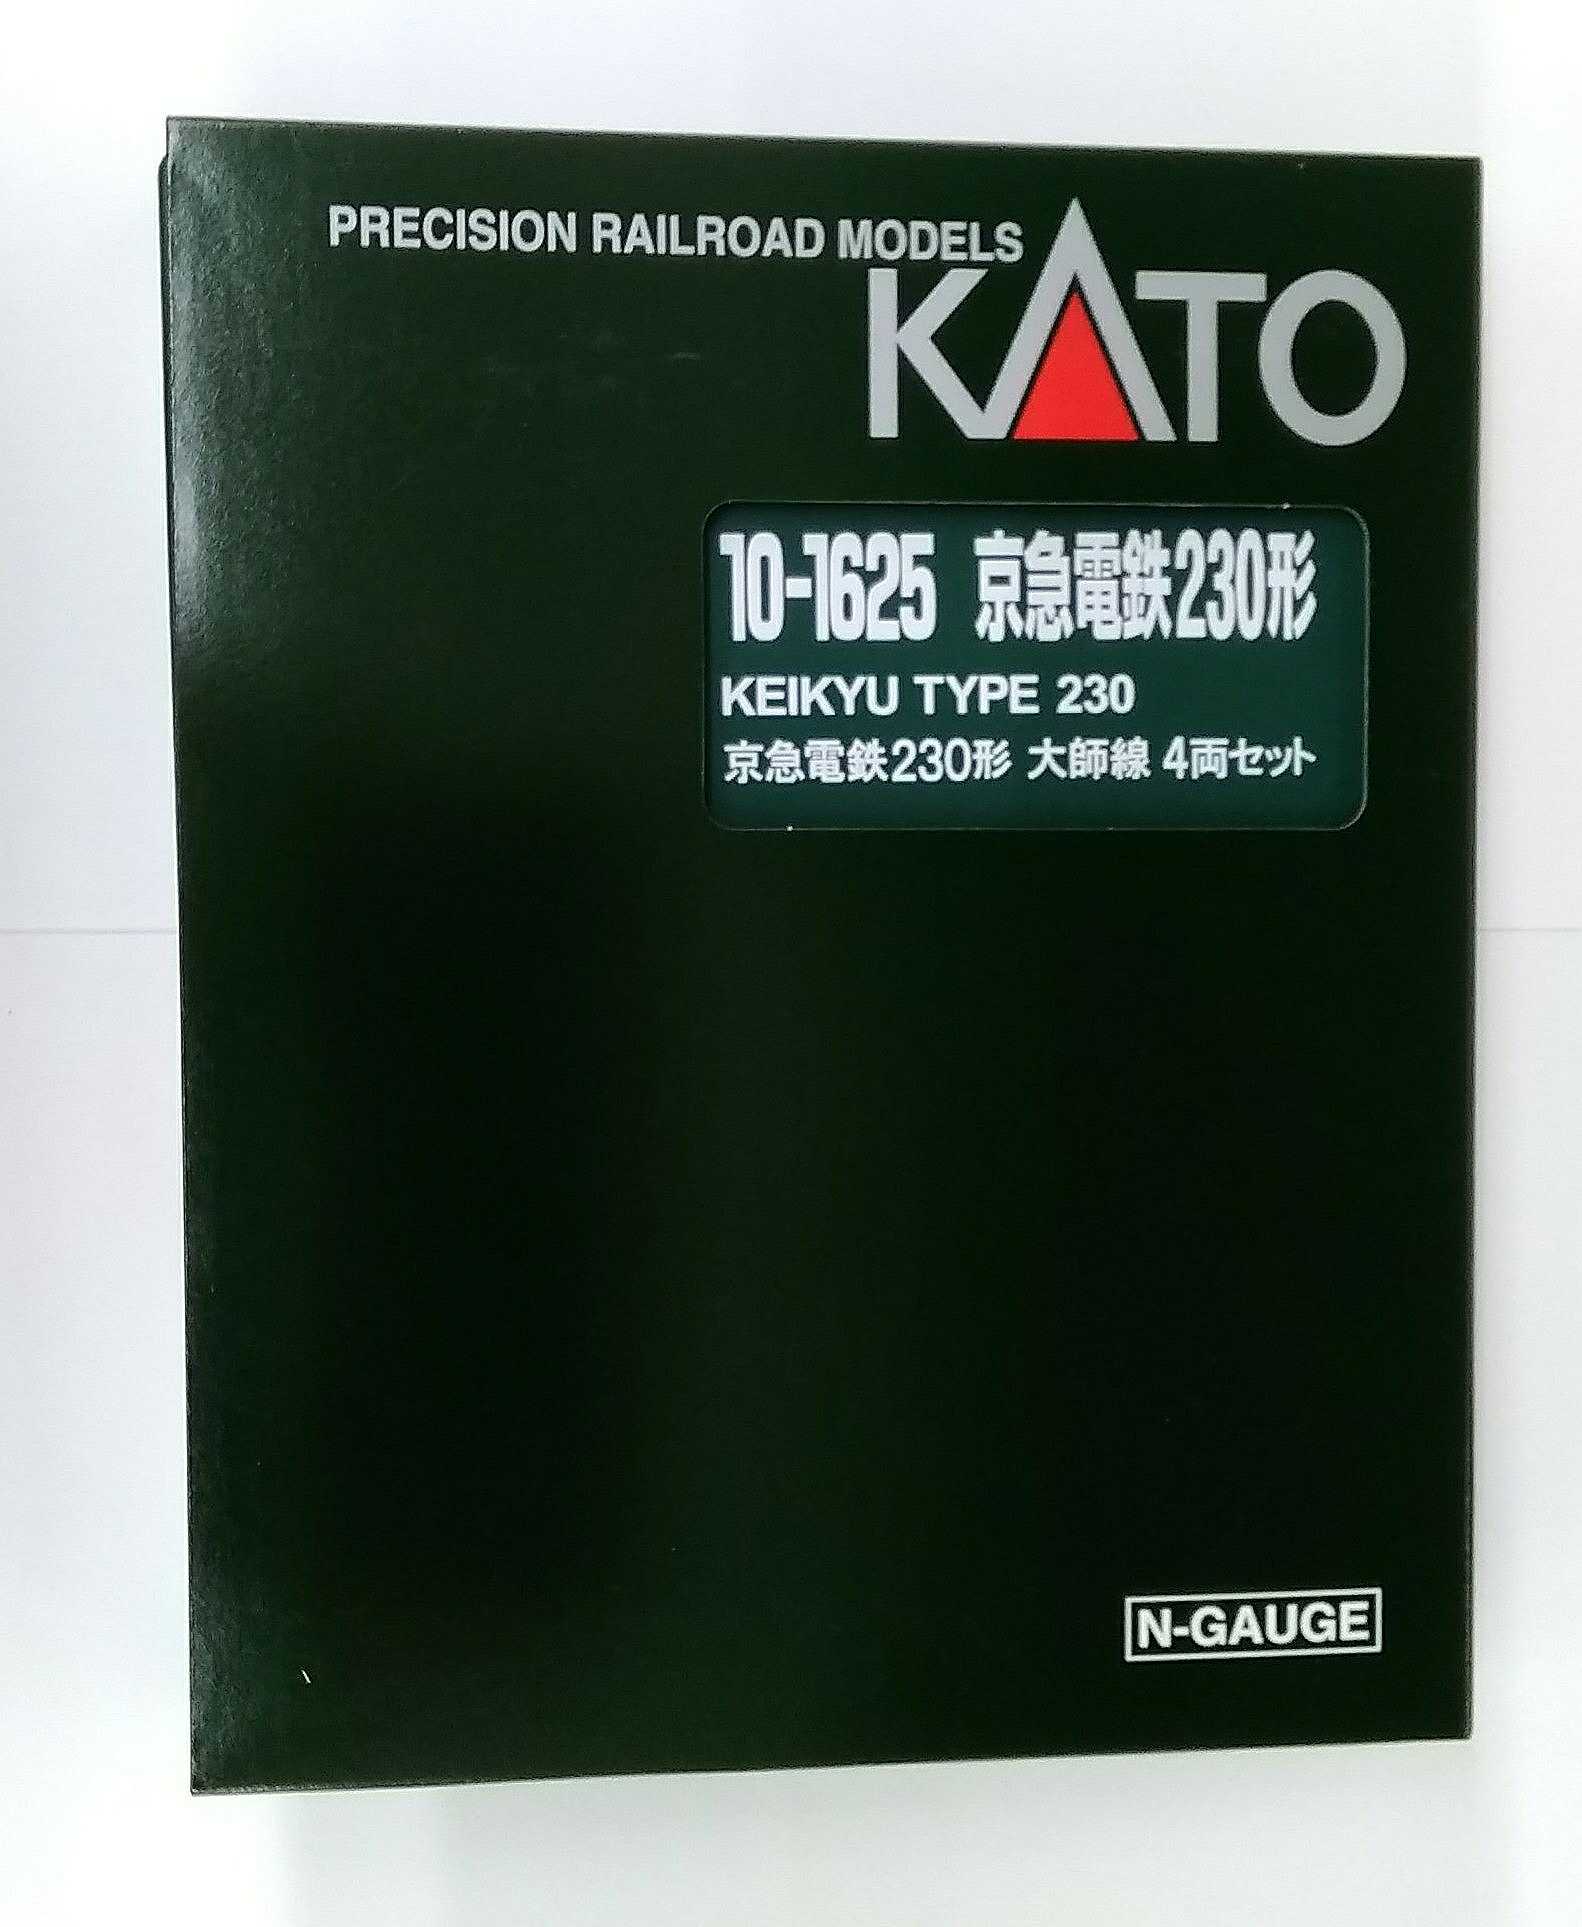 PRECISION RAILROAD MODELS
KATO
10-1625 京急電鉄230形
KEIKYU TYPE 230
京急電鉄230形 大師線 4両セット
N-GAUGE